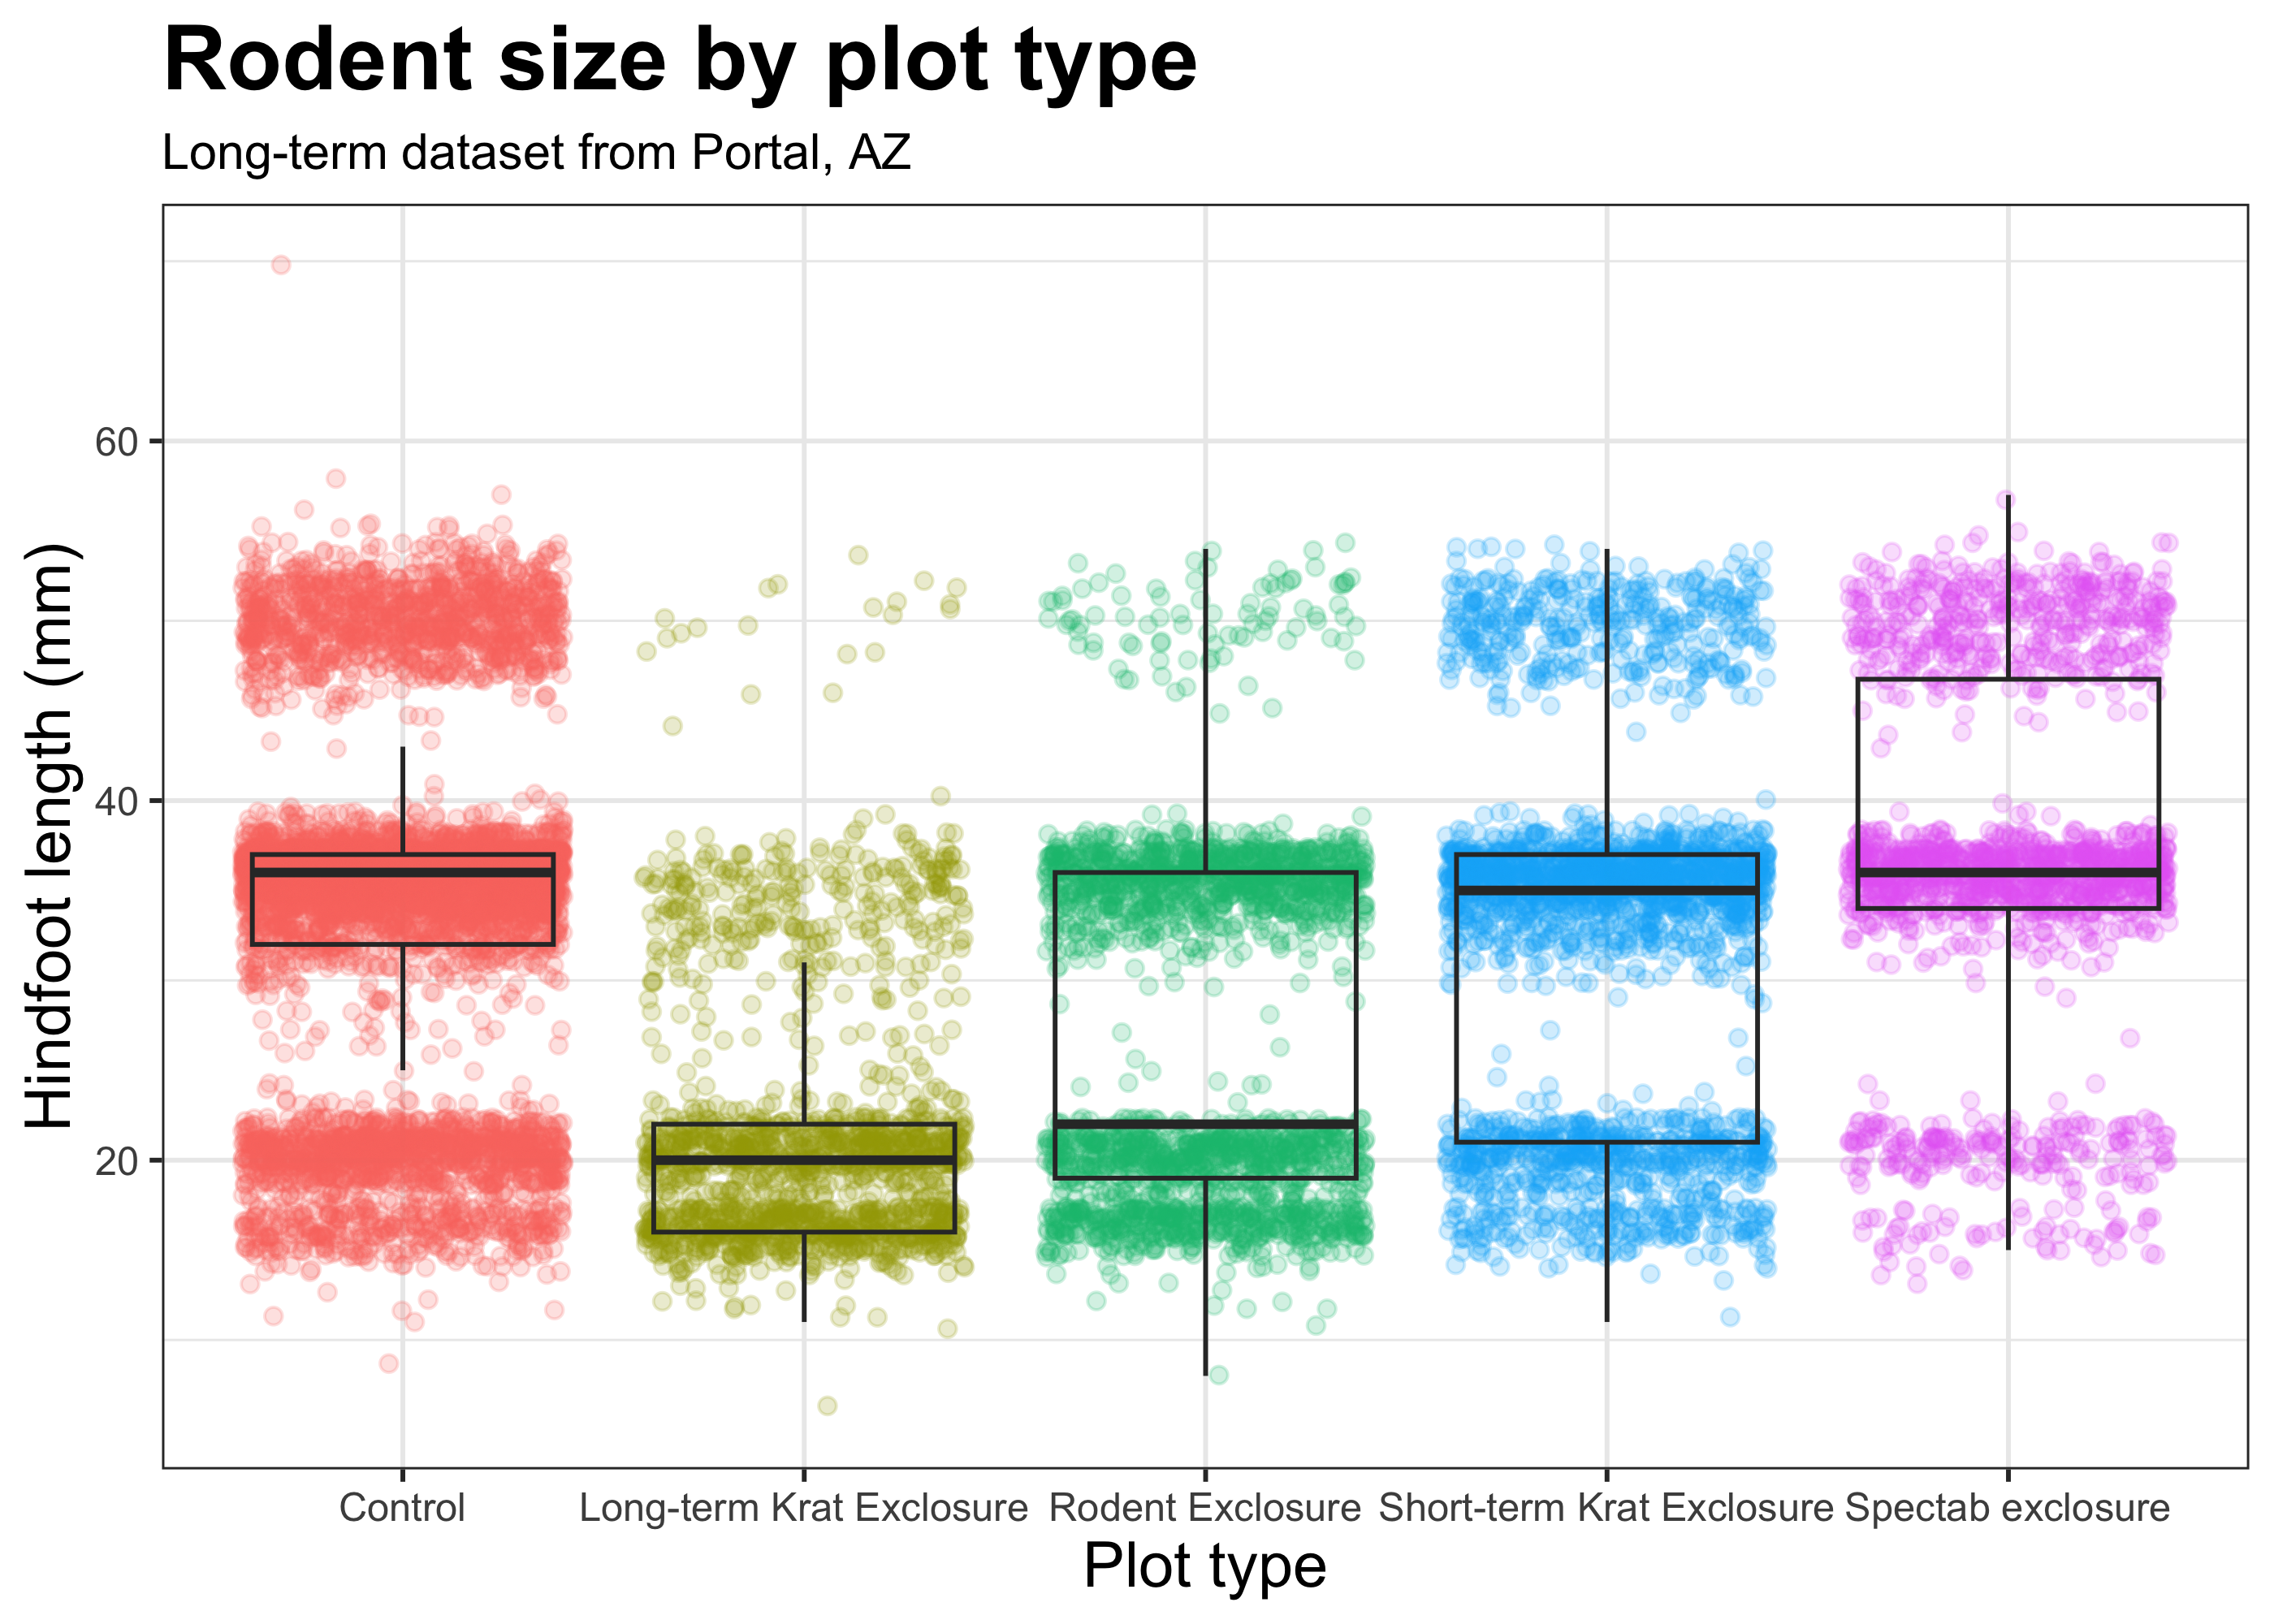 Rodent size by plot type
Long-term dataset from Portal, AZ
Hindfoot length (mm)
60
40
20
Control Long-term Krat Exclosure Rodent Exclosure Short-term Krat Exclosure Spectab exclosure
Plot type